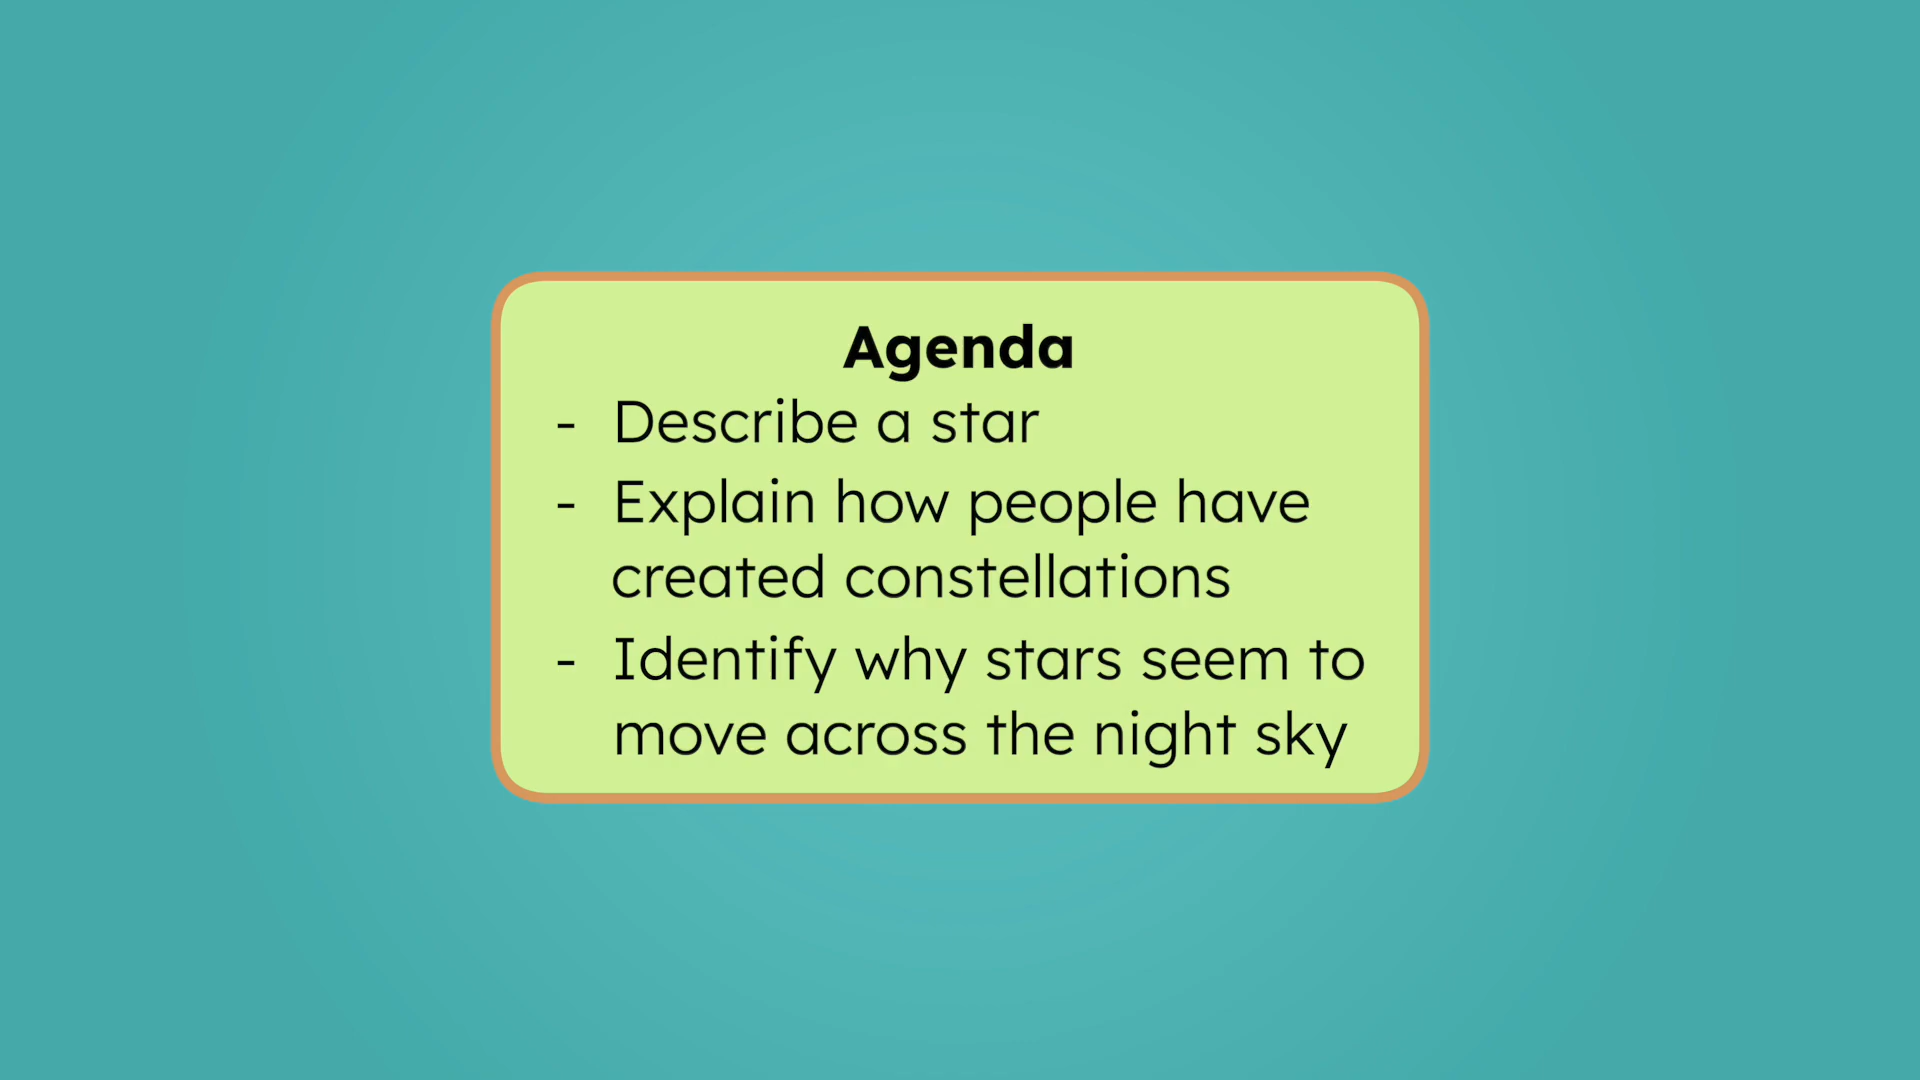 Agenda
- Describe a star
- Explain how people have
created constellations
- Identify why stars seem to
move across the night sky